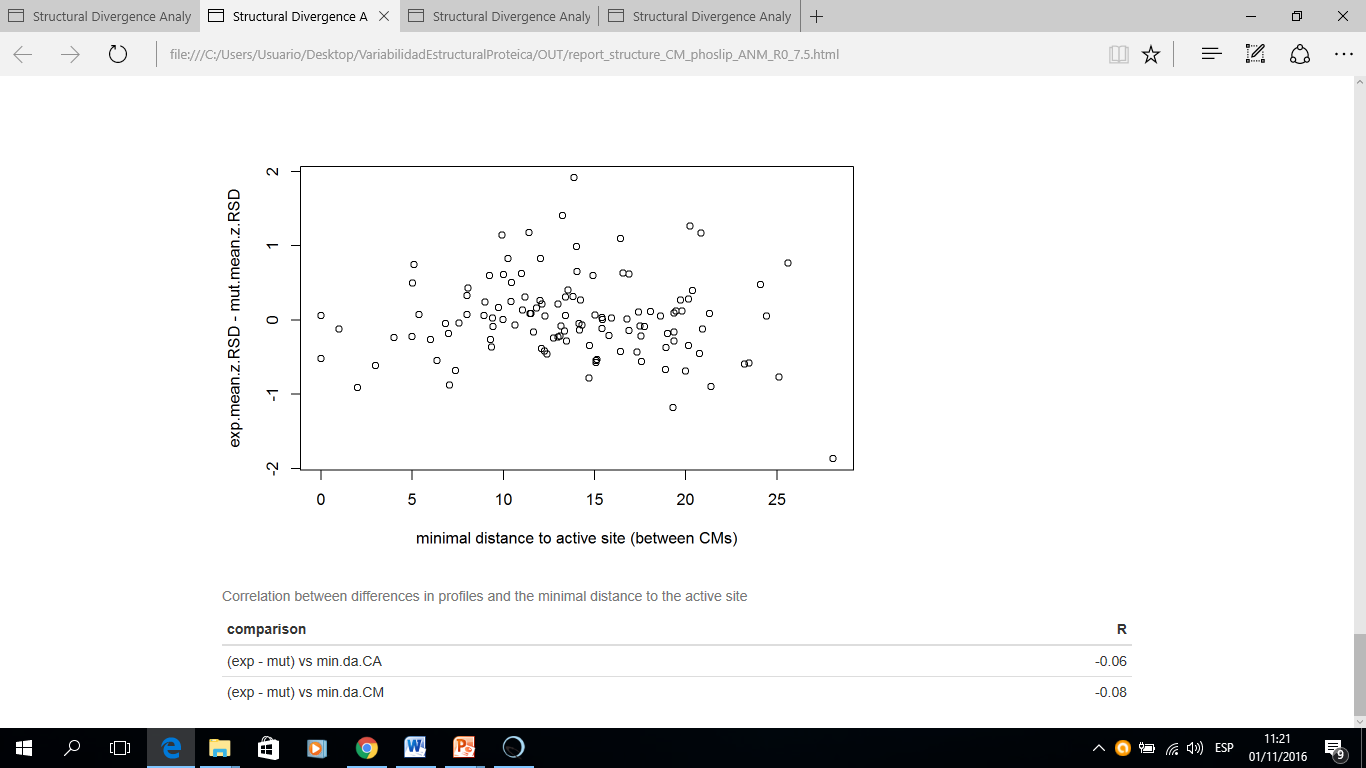 Structural Divergence Analy
Structural Divergence A
Structural Divergence Analy
Structural Divergence Analy
file:///C:/Users/Usuario/Desktop/VariabilidadEstructuralProteica/OUT/report_structure_CM_phoslip_ANM_R0_7.5.html
exp.mean.z.RSD - mut.mean.z.RSD
2
1
0
-1
-2
0 5 10 15 20 25
minimal distance to active site (between CMs)
Correlation between differences in profiles and the minimal distance to the active site
comparison R
(exp - mut) vs min.da.CA -0.06
(exp - mut) vs min.da.CM -0.08
ESP
11:21
01/11/2016
9